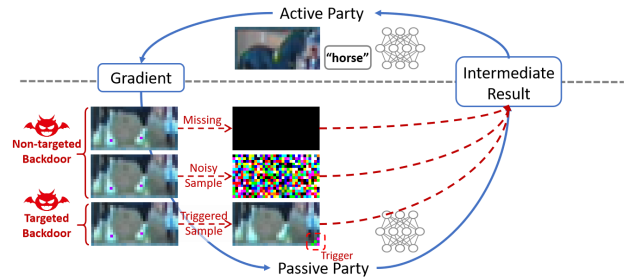 Active Party
"horse"
Gradient
Intermediate
Result
Non-targeted
Backdoor
Missing
Noisy
Sample
Targeted
Backdoor
Triggered
Sample
Trigger
Passive Party